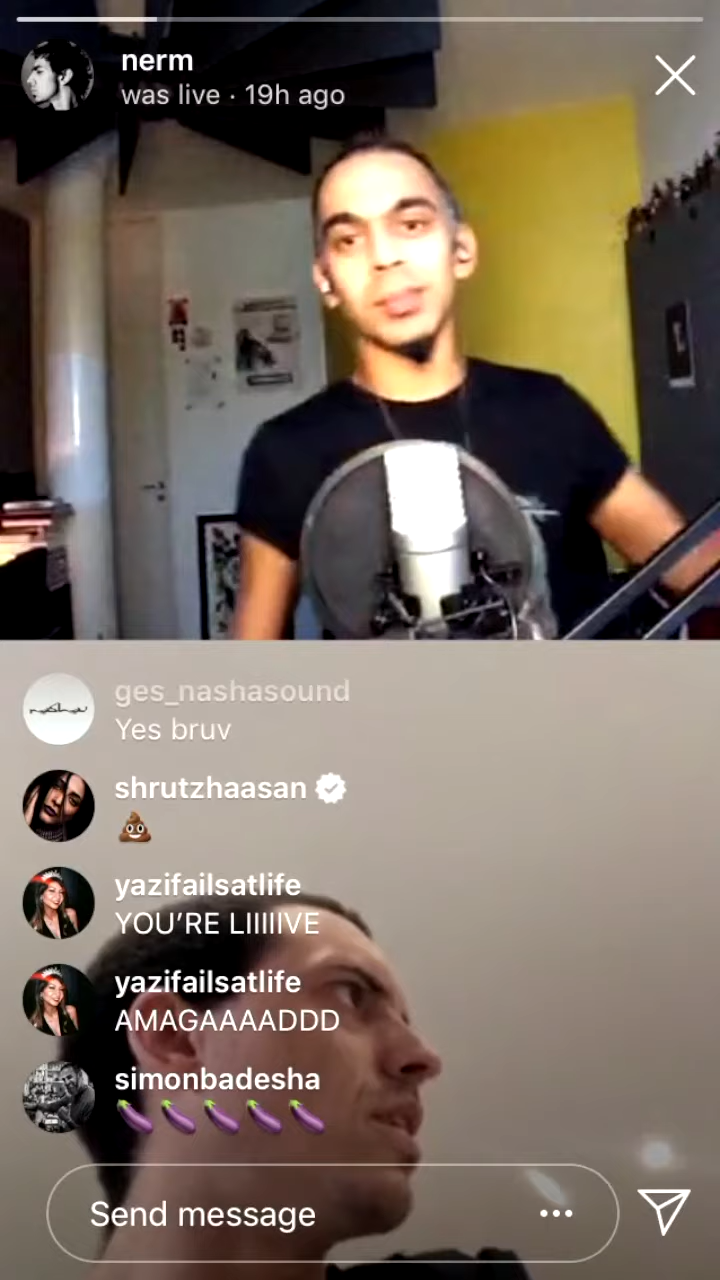 nerm
was live · 19h ago
ges_nashasound
Yes bruv
shrutzhaasan
💩
yazifailsatlife
YOU'RE LIIIIIVE
yazifailsatlife
AMAGAAAADDD
simonbadesha
🍆🍆🍆🍆🍆
Send message